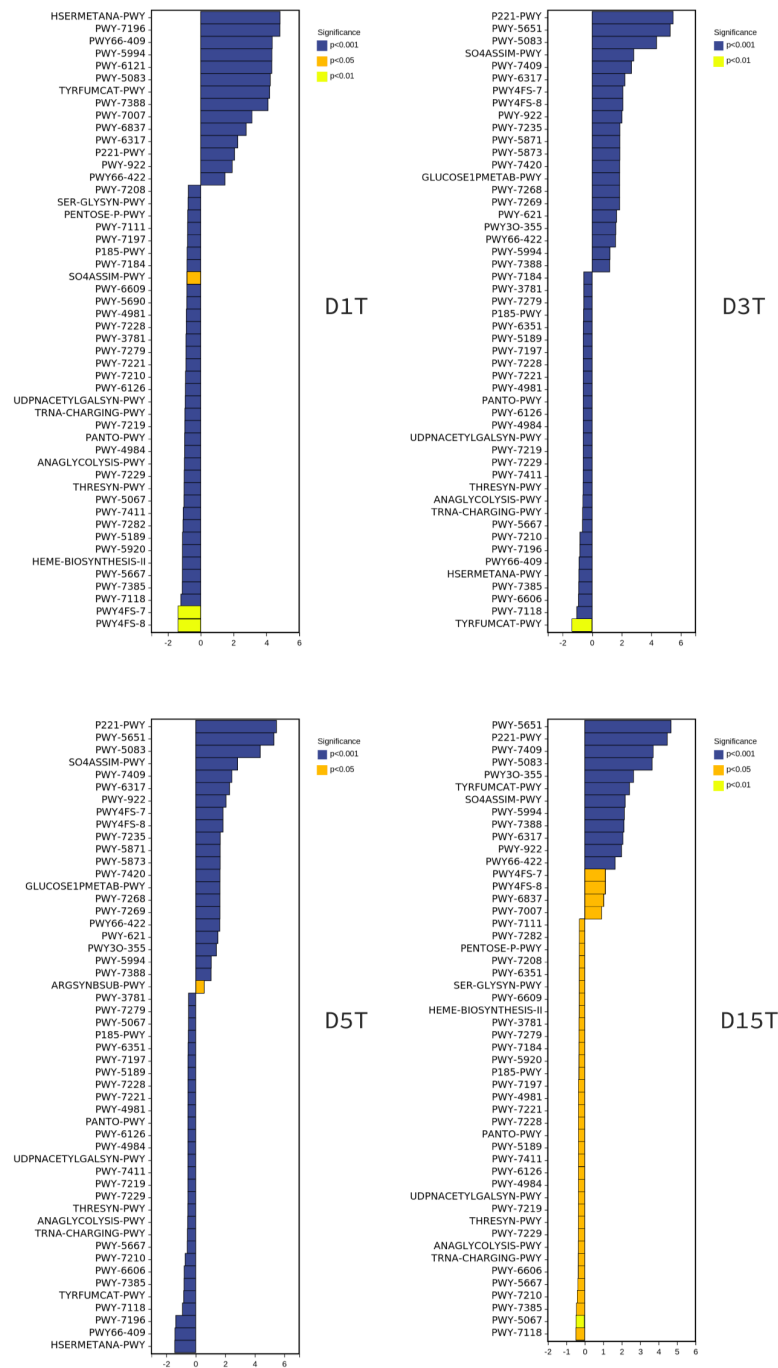 HSERMETANA-PWY
PWY-7196
PWY66-409
PWY-5994
PWY-6121
PWY-5083
TYRFUMCAT-PWY
PWY-7388
PWY-7007
PWY-6837
PWY-6317
P221-PWY
PWY-922
PWY66-422
PWY-7208
SER-GLYSYN-PWY
PENTOSE-P-PWY
PWY-7111
PWY-7197
P185-PWY
PWY-7184
SO4ASSIM-PWY
PWY-6609
PWY-5690
PWY-4981
PWY-7228
PWY-3781
PWY-7279
PWY-7221
PWY-7210
PWY-6126
UDPNACETYLGALSYN-PWY
TRNA-CHARGING-PWY
PWY-7219
PANTO-PWY
PWY-4984
ANAGLYCOLYSIS-PWY
PWY-7229
THRESYN-PWY
PWY-5067
PWY-7411
PWY-7282
PWY-5189
PWY-5920
HEME-BIOSYNTHESIS-II
PWY-5667
PWY-7385
PWY-7118
PWY4FS-7
PWY4FS-8
-2 0 2 4 6
Significance
p<0.001
p<0.05
p<0.01
D1T
P221-PWY
PWY-5651
PWY-5083
SO4ASSIM-PWY
PWY-7409
PWY-6317
PWY4FS-7
PWY4FS-8
PWY-922
PWY-7235
PWY-5871
PWY-5873
PWY-7420
GLUCOSE1PMETAB-PWY
PWY-7268
PWY-7269
PWY-621
PWY3O-355
PWY66-422
PWY-5994
PWY-7388
PWY-7184
PWY-3781
PWY-7279
P185-PWY
PWY-6351
PWY-5189
PWY-7197
PWY-7228
PWY-7221
PWY-4981
PANTO-PWY
PWY-6126
PWY-4984
UDPNACETYLGALSYN-PWY
PWY-7219
PWY-7229
PWY-7411
THRESYN-PWY
ANAGLYCOLYSIS-PWY
TRNA-CHARGING-PWY
PWY-5667
PWY-7210
PWY-7196
PWY66-409
HSERMETANA-PWY
PWY-7385
PWY-6606
PWY-7118
TYRFUMCAT-PWY
-2 0 2 4 6
Significance
p<0.001
p<0.01
D3T
P221-PWY
PWY-5651
PWY-5083
SO4ASSIM-PWY
PWY-7409
PWY-6317
PWY-922
PWY4FS-7
PWY4FS-8
PWY-7235
PWY-5871
PWY-5873
PWY-7420
GLUCOSE1PMETAB-PWY
PWY-7268
PWY-7269
PWY66-422
PWY-621
PWY3O-355
PWY-5994
PWY-7388
ARGSYNBSUB-PWY
PWY-3781
PWY-7279
PWY-5067
P185-PWY
PWY-6351
PWY-7197
PWY-5189
PWY-7228
PWY-7221
PWY-4981
PANTO-PWY
PWY-6126
PWY-4984
UDPNACETYLGALSYN-PWY
PWY-7411
PWY-7219
PWY-7229
THRESYN-PWY
ANAGLYCOLYSIS-PWY
TRNA-CHARGING-PWY
PWY-5667
PWY-7210
PWY-6606
PWY-7385
TYRFUMCAT-PWY
PWY-7118
PWY-7196
PWY66-409
HSERMETANA-PWY
-2 0 2 4 6
Significance
p<0.001
p<0.05
D5T
PWY-5651
P221-PWY
PWY-7409
PWY-5083
PWY3O-355
TYRFUMCAT-PWY
SO4ASSIM-PWY
PWY-5994
PWY-7388
PWY-6317
PWY-922
PWY66-422
PWY4FS-7
PWY4FS-8
PWY-6837
PWY-7007
PWY-7111
PWY-7282
PENTOSE-P-PWY
PWY-7208
PWY-6351
SER-GLYSYN-PWY
PWY-6609
HEME-BIOSYNTHESIS-II
PWY-3781
PWY-7279
PWY-7184
PWY-5920
P185-PWY
PWY-7197
PWY-4981
PWY-7221
PWY-7228
PANTO-PWY
PWY-5189
PWY-7411
PWY-6126
PWY-4984
UDPNACETYLGALSYN-PWY
PWY-7219
THRESYN-PWY
PWY-7229
ANAGLYCOLYSIS-PWY
TRNA-CHARGING-PWY
PWY-6606
PWY-5667
PWY-7210
PWY-7385
PWY-5067
PWY-7118
-2 -1 0 1 2 3 4 5 6
Significance
p<0.001
p<0.05
p<0.01
D15T